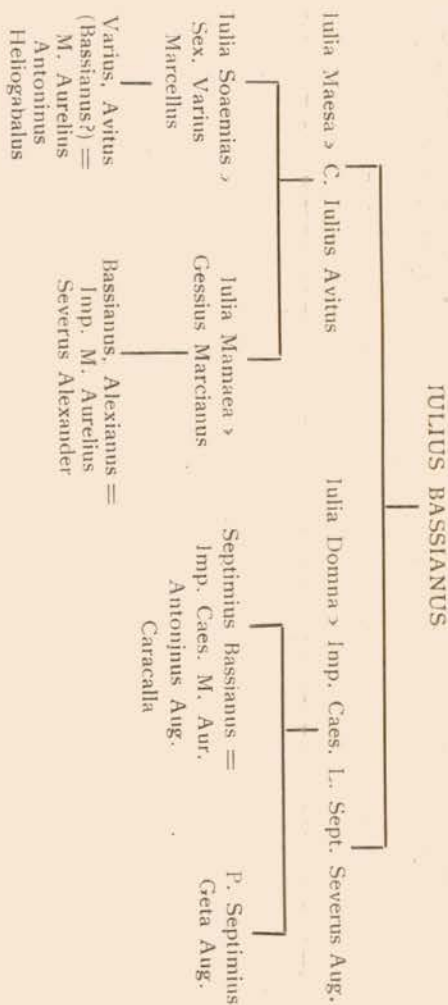 IULIUS BASSIANUS
Iulia Maesa > C. Iulius Avitus
Iulia Domna > Imp. Caes. L. Sept. Severus Aug.
Iulia Soaemias >
Sex. Varius
Marcellus
Iulia Mamaea >
Gessius Marcianus
Septimius Bassianus =
Imp. Caes. M. Aur.
Antoninus Aug.
Caracalla
P. Septimius
Geta Aug.
Varius, Avitus
(Bassianus?) =
M. Aurelius
Antoninus
Heliogabalus
Bassianus, Alexianus =
Imp. M. Aurelius
Severus Alexander